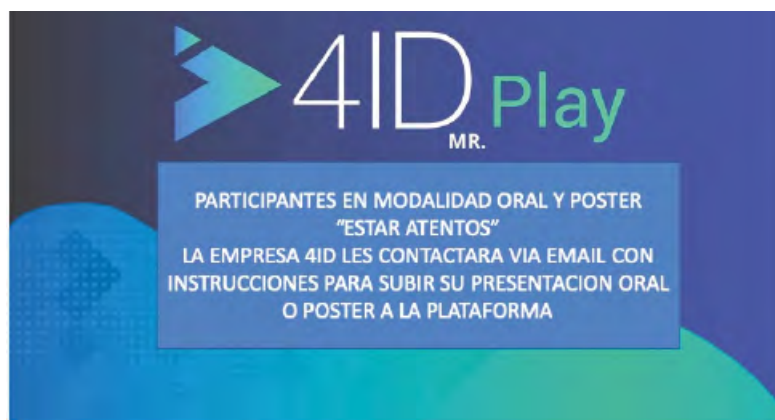 4ID Play
MR.
PARTICIPANTES EN MODALIDAD ORAL Y POSTER
"ESTAR ATENTOS"
LA EMPRESA 4ID LES CONTACTARA VIA EMAIL CON
INSTRUCCIONES PARA SUBIR SU PRESENTACION ORAL
O POSTER A LA PLATAFORMA